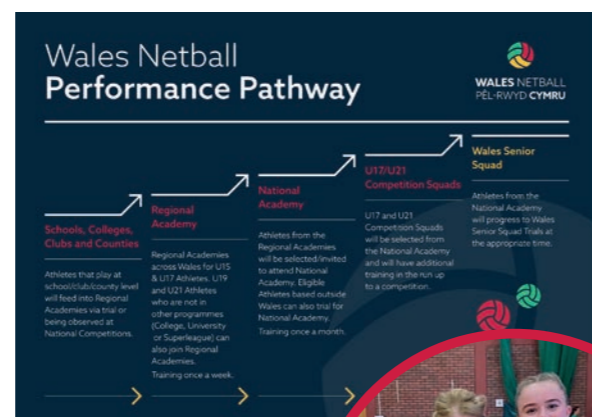 Wales Netball
Performance Pathway
WALES NETBALL
PÊL-RWYD CYMRU
Schools, Colleges,
Clubs and Counties
Athletes that play at
school/club/county level
will feed into Regional
Academies via trial or
being observed at
National Competitions.
Regional
Academy
Regional Academies
across Wales for U15
& U17 Athletes. U19
and U21 Athletes
who are not in
other programmes
(College, University
or Superleague) can
also join Regional
Academies.
Training once a week.
National
Academy
Athletes from the
Regional Academies
will be selected/invited
to attend National
Academy. Eligible
Athletes based outside
Wales can also trial for
National Academy.
Training once a month.
U17/U21
Competition Squads
U17 and U21
Competition Squads
will be selected from
the National Academy
and will have additional
training in the run up
to a competition.
Wales Senior
Squad
Athletes from the
National Academy
will progress to Wales
Senior Squad Trials at
the appropriate time.